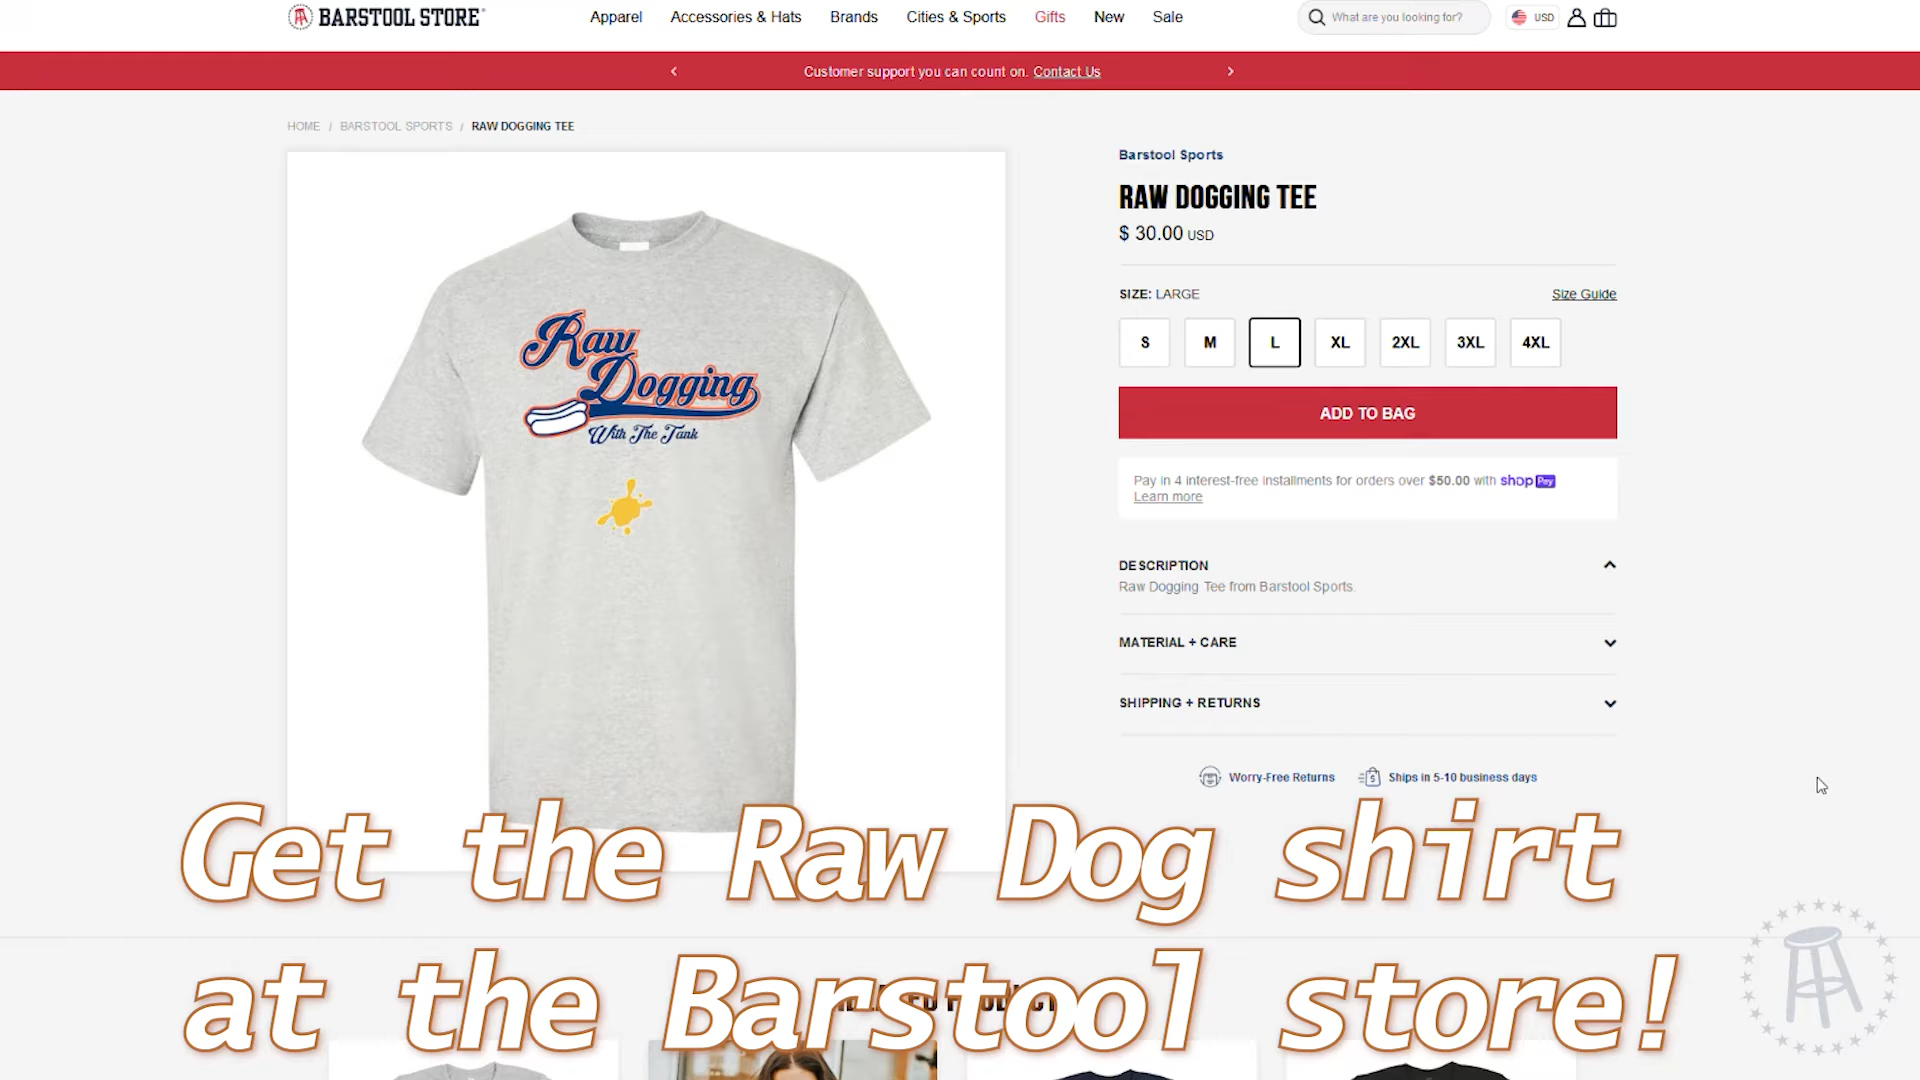 BARSTOOL STORE
Apparel
Accessories & Hats
Brands
Cities & Sports
Gifts
New
Sale
What are you looking for?
USD
Customer support you can count on. Contact Us
HOME / BARSTOOL SPORTS / RAW DOGGING TEE
Raw
Dogging
With The Tank
Barstool Sports
RAW DOGGING TEE
$ 30.00 USD
SIZE: LARGE
Size Guide
S M L XL 2XL 3XL 4XL
ADD TO BAG
Pay in 4 interest-free installments for orders over $50.00 with shop Pay
Learn more
DESCRIPTION
Raw Dogging Tee from Barstool Sports.
MATERIAL + CARE
SHIPPING + RETURNS
Worry-Free Returns
Ships in 5-10 business days
Get the Raw Dog shirt
at the Barstool store!